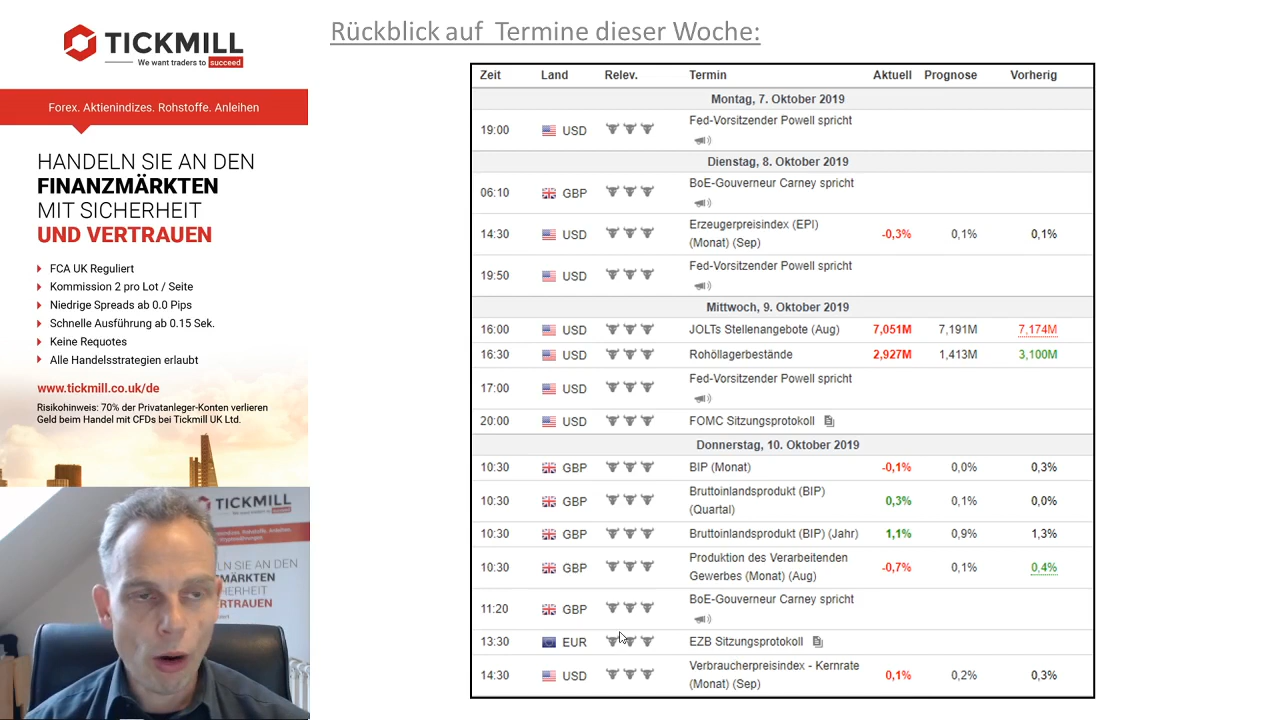 TICKMILL
We want traders to succeed
Forex. Aktienindizes. Rohstoffe. Anleihen
HANDELN SIE AN DEN
FINANZMÄRKTEN
MIT SICHERHEIT
UND VERTRAUEN
FCA UK Reguliert
Kommission 2 pro Lot / Seite
Niedrige Spreads ab 0.0 Pips
Schnelle Ausführung ab 0.15 Sek.
Keine Requotes
Alle Handelsstrategien erlaubt
www.tickmill.co.uk/de
Risikohinweis: 70% der Privatanleger-Konten verlieren
Geld beim Handel mit CFDs bei Tickmill UK Ltd.
TICKMILL
LN SIE AN DEN
MÄRKTEN
HERHEIT
ERTRAUEN
Rückblick auf Termine dieser Woche:
Zeit Land Relev. Termin Aktuell Prognose Vorherig
Montag, 7. Oktober 2019
19:00 USD Fed-Vorsitzender Powell spricht
Dienstag, 8. Oktober 2019
06:10 GBP BoE-Gouverneur Carney spricht
14:30 USD Erzeugerpreisindex (EPI) -0,3% 0,1% 0,1%
(Monat) (Sep)
19:50 USD Fed-Vorsitzender Powell spricht
Mittwoch, 9. Oktober 2019
16:00 USD JOLTs Stellenangebote (Aug) 7,051M 7,191M 7,174M
16:30 USD Rohöllagerbestände 2,927M 1,413M 3,100M
17:00 USD Fed-Vorsitzender Powell spricht
20:00 USD FOMC Sitzungsprotokoll
Donnerstag, 10. Oktober 2019
10:30 GBP BIP (Monat) -0,1% 0,0% 0,3%
10:30 GBP Bruttoinlandsprodukt (BIP) 0,3% 0,1% 0,0%
(Quartal)
10:30 GBP Bruttoinlandsprodukt (BIP) (Jahr) 1,1% 0,9% 1,3%
10:30 GBP Produktion des Verarbeitenden -0,7% 0,1% 0,4%
Gewerbes (Monat) (Aug)
11:20 GBP BoE-Gouverneur Carney spricht
13:30 EUR EZB Sitzungsprotokoll
14:30 USD Verbraucherpreisindex - Kernrate 0,1% 0,2% 0,3%
(Monat) (Sep)